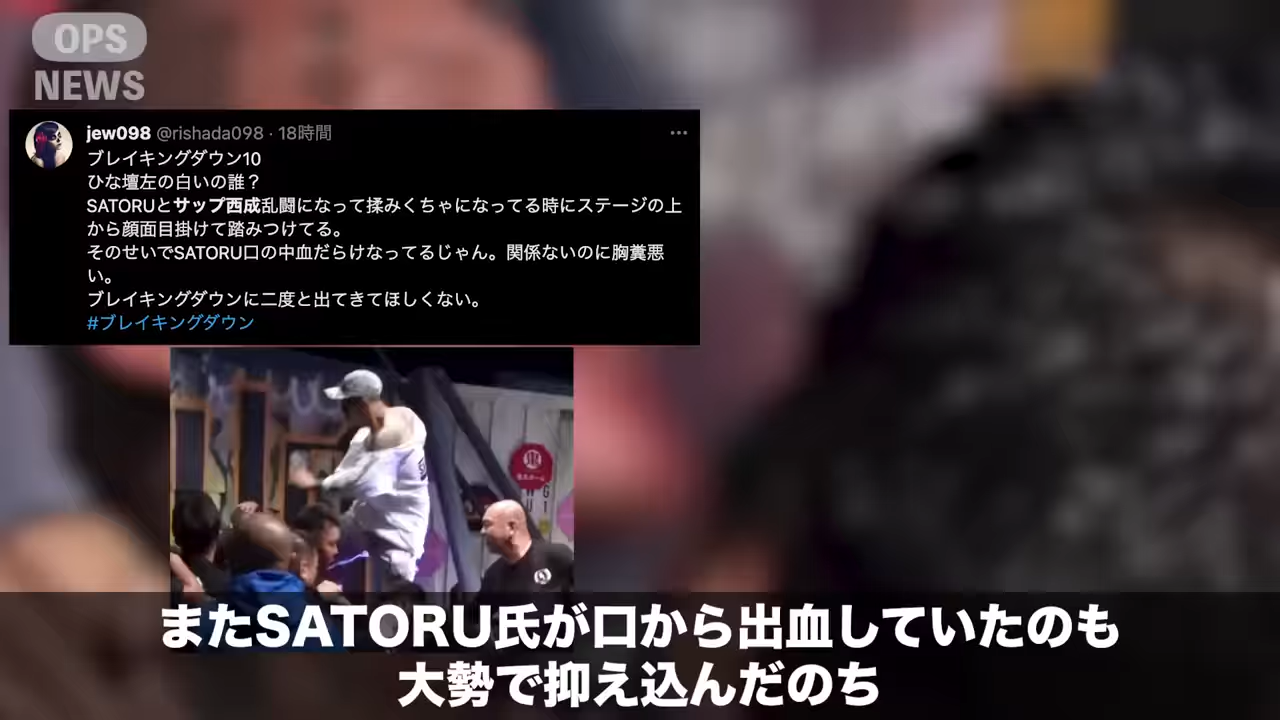 OPS
NEWS
jew098 @rishada098 · 18時間
ブレイキングダウン10
ひな壇左の白いの誰？
SATORUとサップ西成乱闘になって揉みくちゃになってる時にステージの上
から顔面目掛けて踏みつけてる。
そのせいでSATORU口の中血だらけなってるじゃん。関係ないのに胸糞悪
い。
ブレイキングダウンに二度と出てきてほしくない。
#ブレイキングダウン
またSATORU氏が口から出血していたのも
大勢で抑え込んだのち